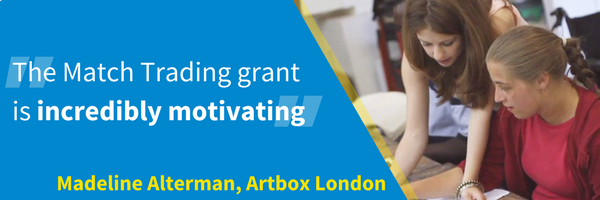 The Match Trading grant
is incredibly motivating
Madeline Alterman, Artbox London